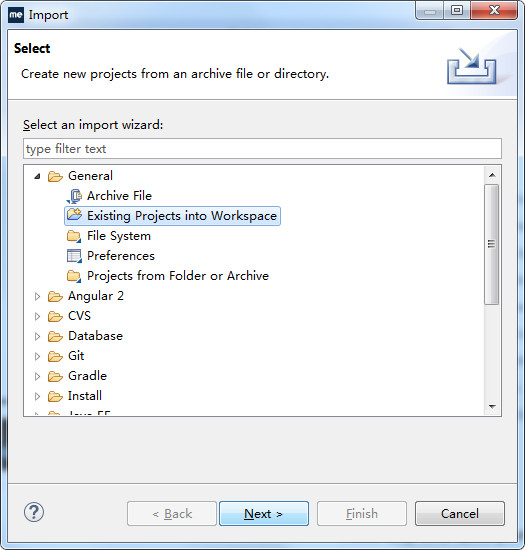 me Import
Select
Create new projects from an archive file or directory.
Select an import wizard:
type filter text
General
Archive File
Existing Projects into Workspace
File System
Preferences
Projects from Folder or Archive
Angular 2
CVS
Database
Git
Gradle
Install
Java EE
? < Back Next > Finish Cancel